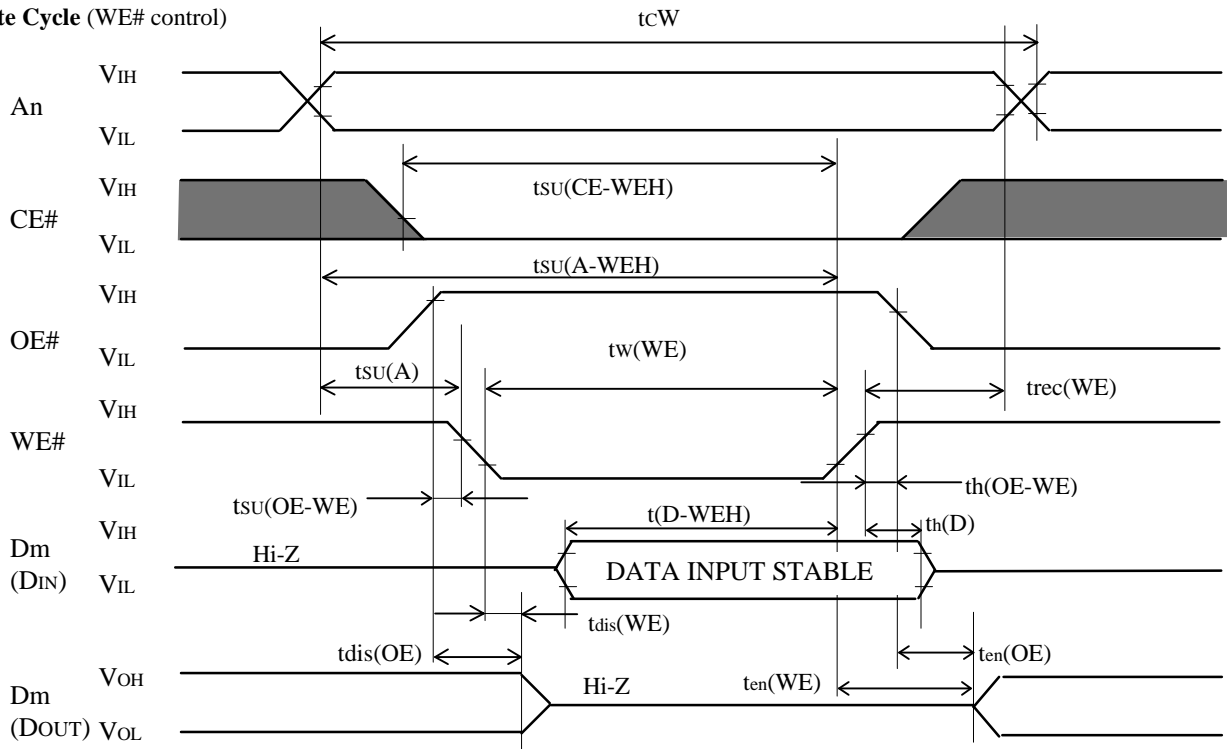 te Cycle (WE# control)
tCW
An
VIH
VIL
CE#
VIH
VIL
tSU(CE-WEH)
tSU(A-WEH)
OE#
VIH
VIL
tSU(A)
tW(WE)
trec(WE)
WE#
VIH
VIL
tSU(OE-WE)
th(OE-WE)
t(D-WEH)
th(D)
Dm
(DIN)
VIH
VIL
Hi-Z
DATA INPUT STABLE
tdis(WE)
tdis(OE)
ten(OE)
ten(WE)
Dm
(DOUT)
VOH
VOL
Hi-Z